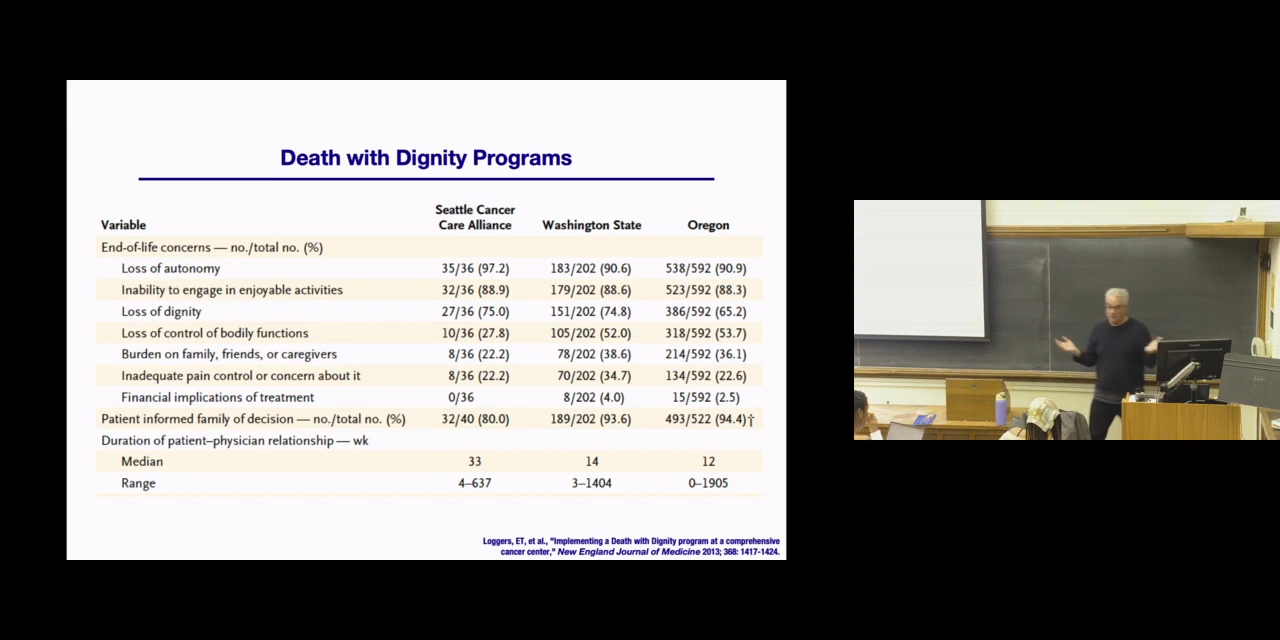 Death with Dignity Programs
Variable Seattle Cancer Care Alliance Washington State Oregon
End-of-life concerns — no./total no. (%)
Loss of autonomy 35/36 (97.2) 183/202 (90.6) 538/592 (90.9)
Inability to engage in enjoyable activities 32/36 (88.9) 179/202 (88.6) 523/592 (88.3)
Loss of dignity 27/36 (75.0) 151/202 (74.8) 386/592 (65.2)
Loss of control of bodily functions 10/36 (27.8) 105/202 (52.0) 318/592 (53.7)
Burden on family, friends, or caregivers 8/36 (22.2) 78/202 (38.6) 214/592 (36.1)
Inadequate pain control or concern about it 8/36 (22.2) 70/202 (34.7) 134/592 (22.6)
Financial implications of treatment 0/36 8/202 (4.0) 15/592 (2.5)
Patient informed family of decision — no./total no. (%) 32/40 (80.0) 189/202 (93.6) 493/522 (94.4)†
Duration of patient–physician relationship — wk
Median 33 14 12
Range 4–637 3–1404 0–1905
Loggers, ET, et al., "Implementing a Death with Dignity program at a comprehensive
cancer center," New England Journal of Medicine 2013; 368: 1417-1424.